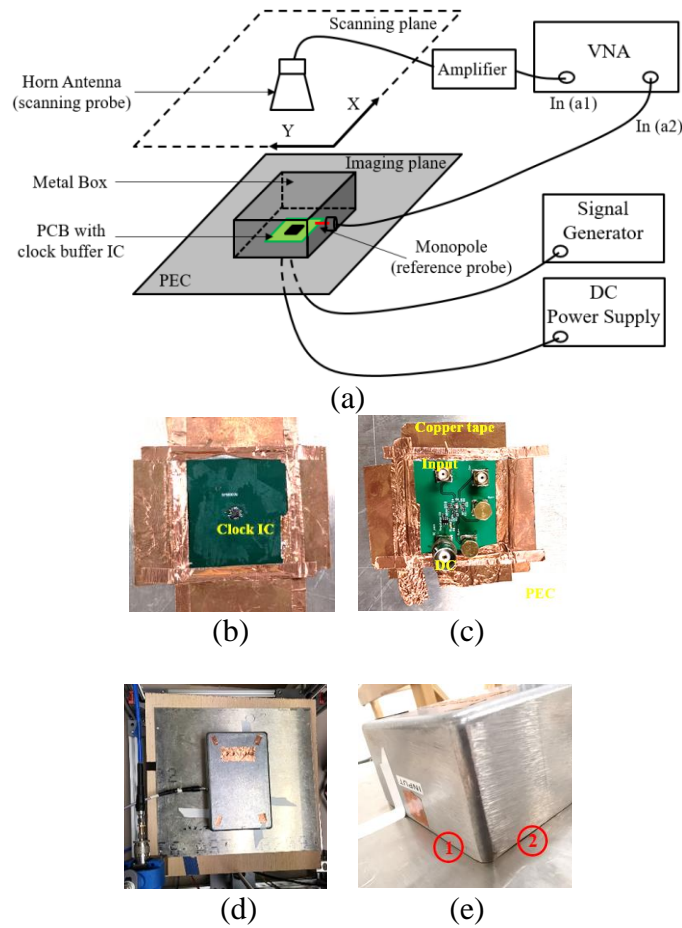 Scanning plane
VNA
Amplifier
Horn Antenna
(scanning probe)
X
In (a1)
Y
In (a2)
Imaging plane
Metal Box
Signal
Generator
PCB with
clock buffer IC
Monopole
(reference probe)
PEC
DC
Power Supply
(a)
Clock IC
Copper tape
Input
DC
PEC
(b)
(c)
INPUT
1
2
(d)
(e)